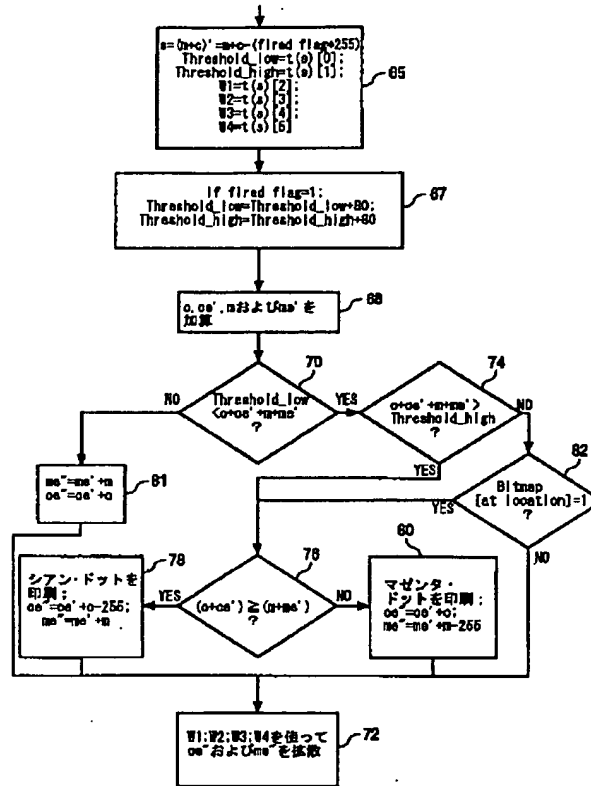 s=(m+c)'=m+c-(fired flag*255)
Threshold_low=t(s)[0];
Threshold_high=t(s)[1];
W1=t(s)[2];
W2=t(s)[3];
W3=t(s)[4];
W4=t(s)[5]
65
If fired flag=1;
Threshold_low=Threshold_low+80;
Threshold_high=Threshold_high+80
67
c,ce',mおよびme'を
加算
68
70
Threshold_low
<c+ce'+m+me'
?
NO
YES
74
c+ce'+m+me'>
Threshold_high
?
NO
YES
me"=me'+m
ce"=ce'+c
81
82
Bitmap
[at location]=1
?
YES
NO
78
シアン・ドットを
印刷;
ce"=ce'+c-255;
me"=me'+m
76
(c+ce')≧(m+me')
?
YES
NO
80
マゼンタ・
ドットを印刷;
ce"=ce'+c;
me"=me'+m-255
W1;W2;W3;W4を使って
ce"およびme"を拡散
72